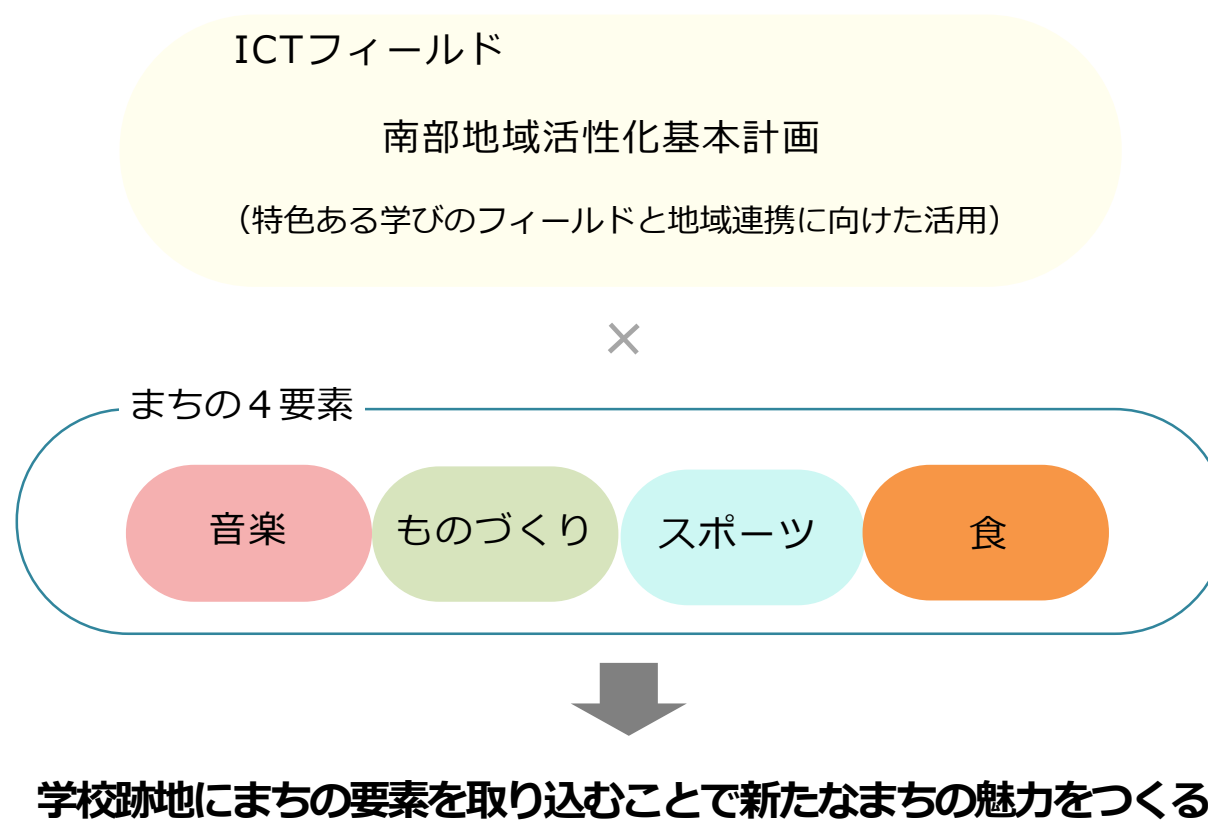 ICTフィールド
南部地域活性化基本計画
（特色ある学びのフィールドと地域連携に向けた活用）
×
まちの４要素
音楽 ものづくり スポーツ 食
学校跡地にまちの要素を取り込むことで新たなまちの魅力をつくる